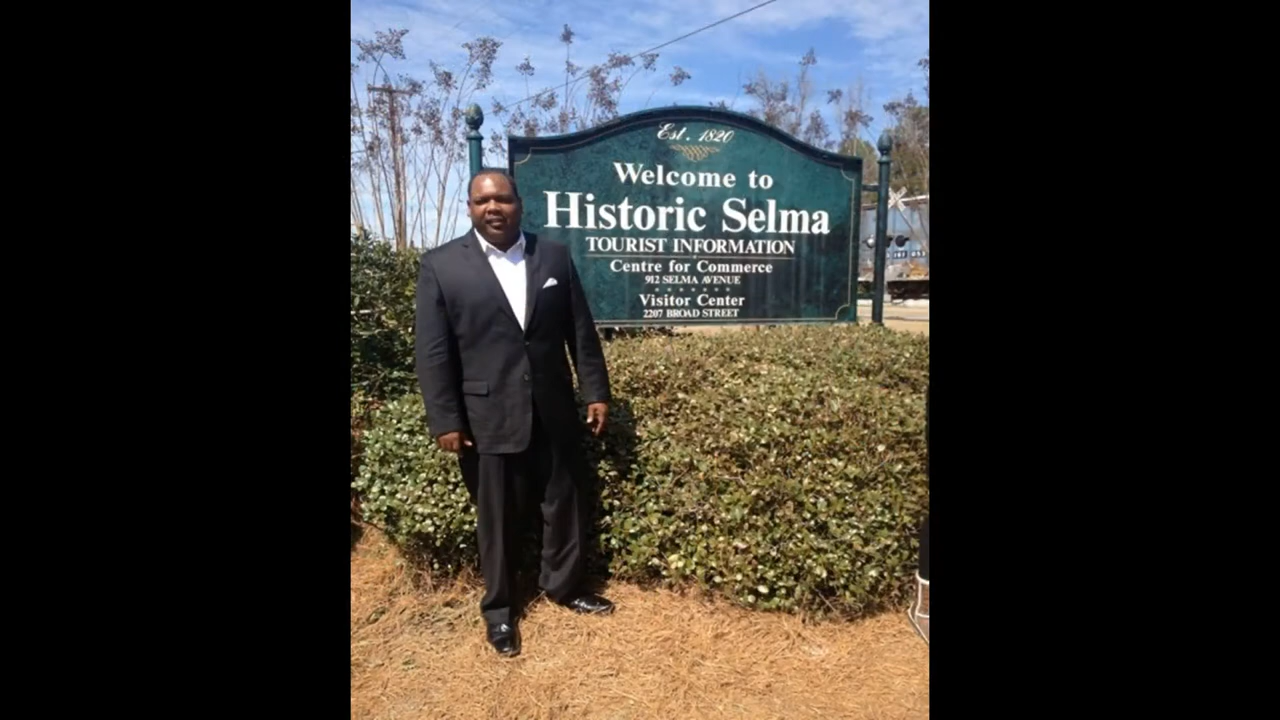 Est. 1820
Welcome to
Historic Selma
TOURIST INFORMATION
Centre for Commerce
912 SELMA AVENUE
Visitor Center
2207 BROAD STREET